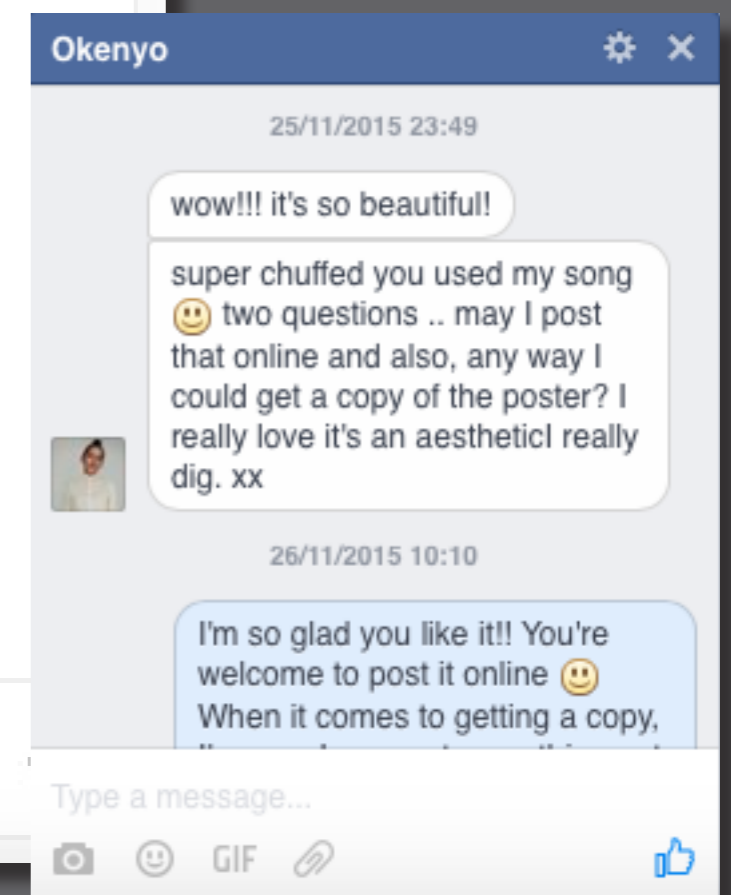 Okenyo
25/11/2015 23:49
wow!!! it's so beautiful!
super chuffed you used my song
🙂 two questions .. may I post
that online and also, any way I
could get a copy of the poster? I
really love it's an aestheticI really
dig. xx
26/11/2015 10:10
I'm so glad you like it!! You're
welcome to post it online 🙂
When it comes to getting a copy,
Type a message...
GIF